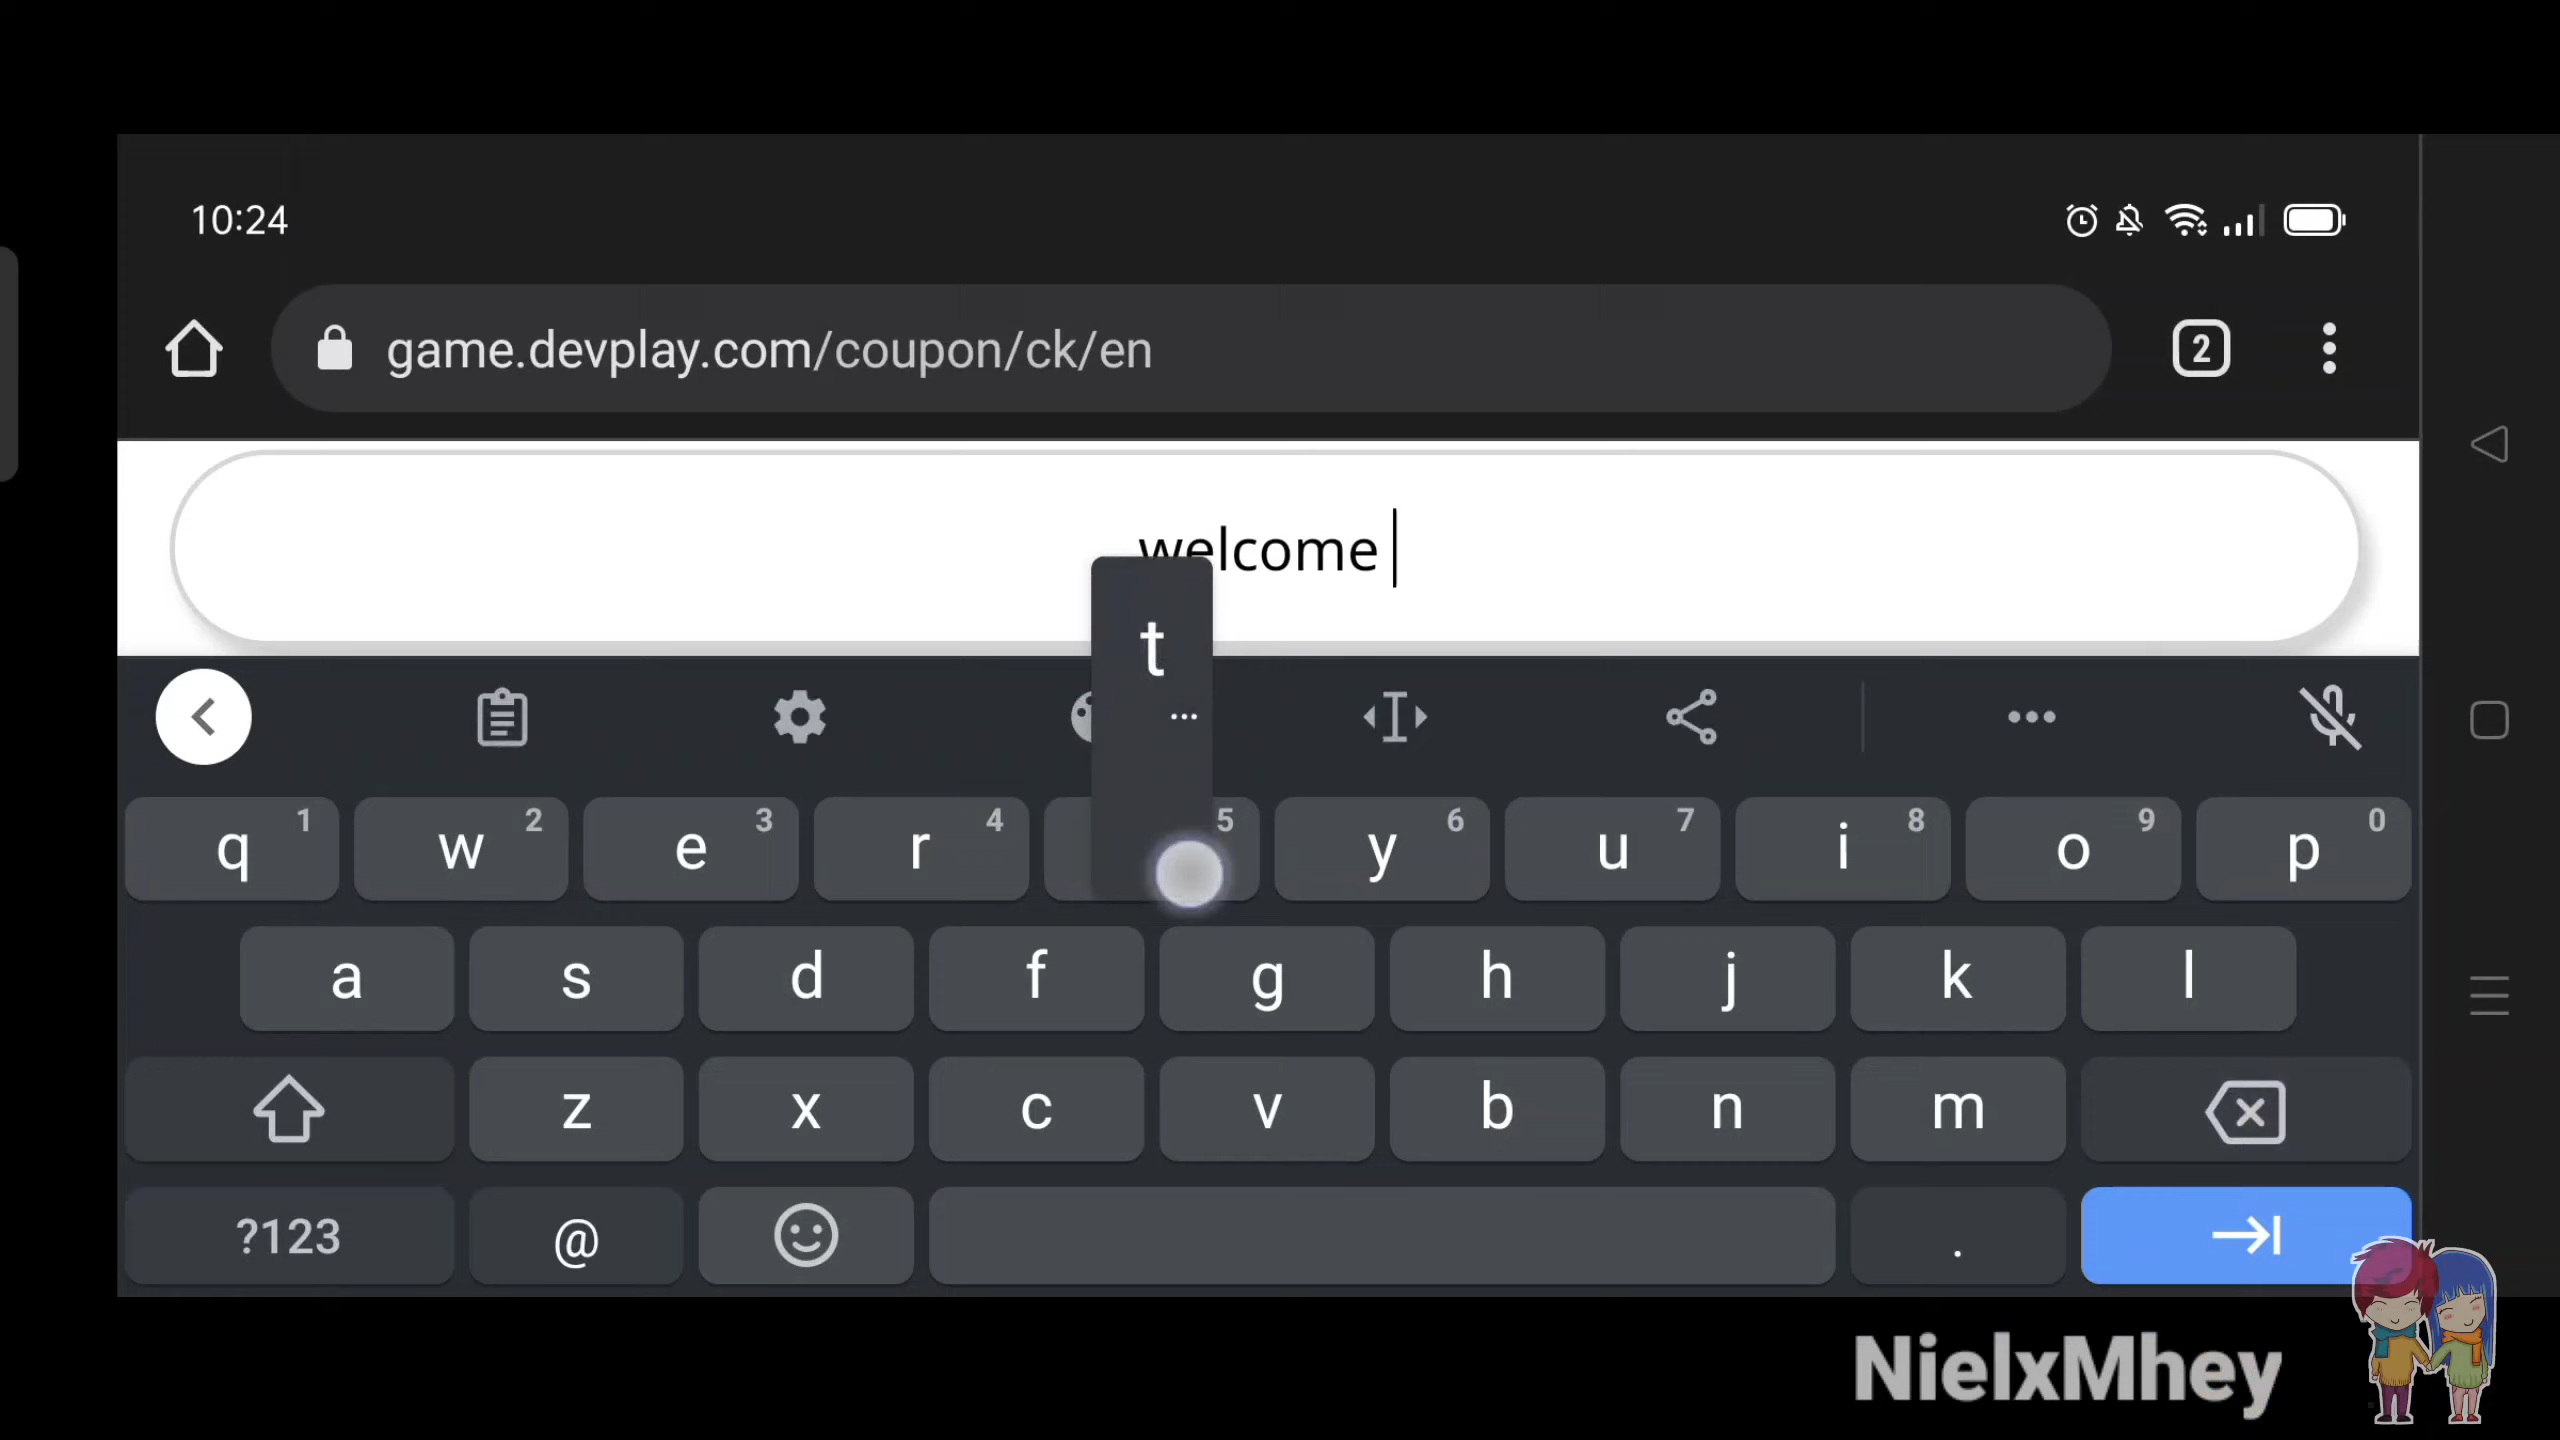 10:24
game.devplay.com/coupon/ck/en
2
welcome
t
...
q 1 w 2 e 3 r 4 5 y 6 u 7 i 8 o 9 p 0
a s d f g h j k l
z x c v b n m
?123 @ .
NielxMhey